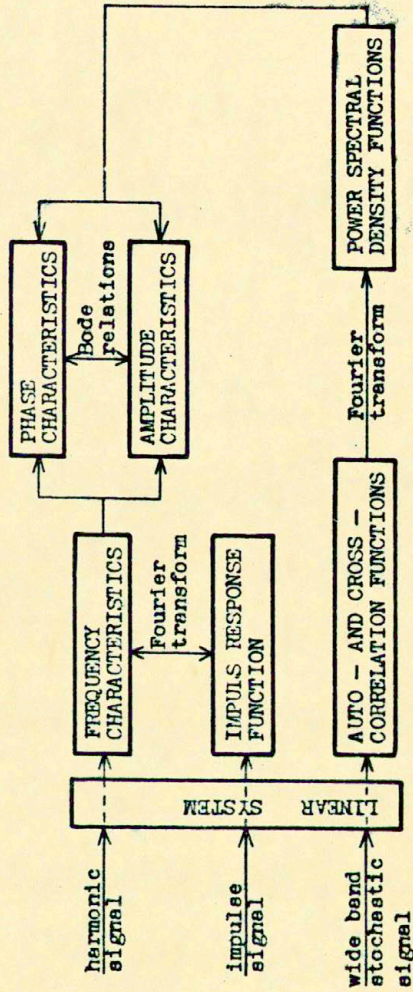 harmonic
signal
impulse
signal
wide band
stochastic
signal
LINEAR SYSTEM
FREQUENCY
CHARACTERISTICS
Fourier
transform
IMPULS RESPONSE
FUNCTION
AUTO - AND CROSS -
CORRELATION FUNCTIONS
PHASE
CHARACTERISTICS
Bode
relations
AMPLITUDE
CHARACTERISTICS
Fourier
transform
POWER SPECTRAL
DENSITY FUNCTIONS